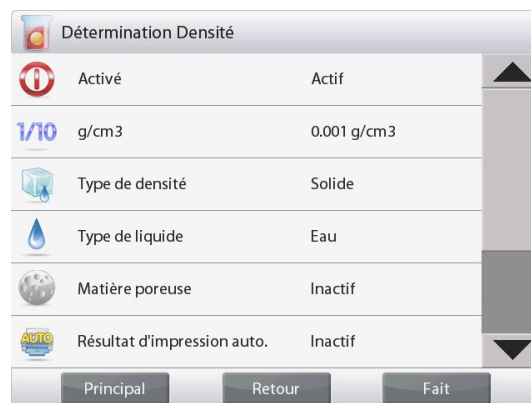 Détermination Densité
Activé Actif
1/10 g/cm3 0.001 g/cm3
Type de densité Solide
Type de liquide Eau
Matière poreuse Inactif
AUTO Résultat d'impression auto. Inactif
Principal Retour Fait